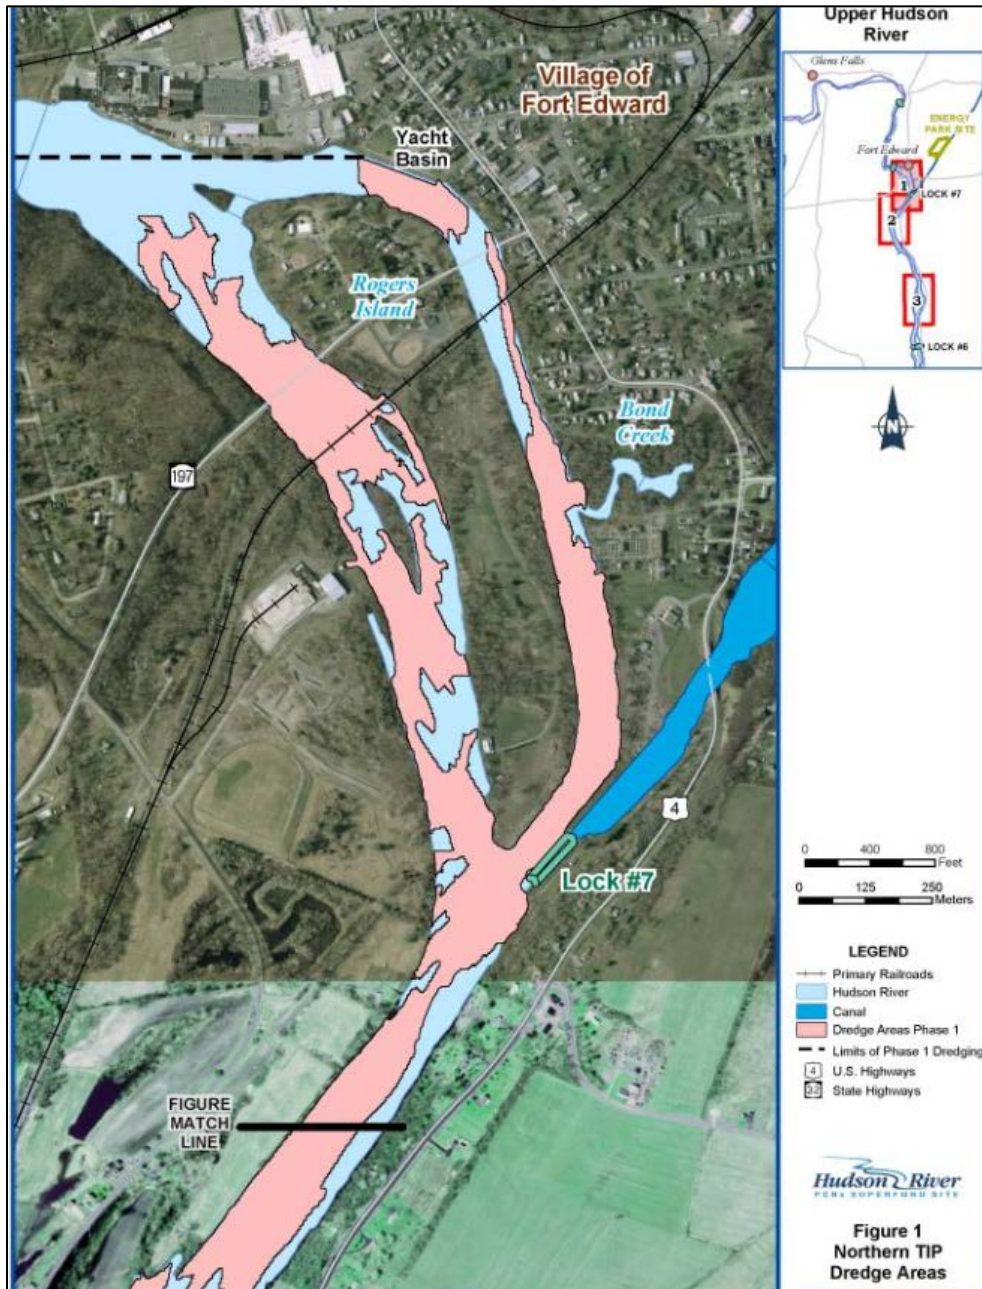 Upper Hudson
River
Village of
Fort Edward
Yacht
Basin
Rogers
Island
Bond
Creek
197
4
Lock #7
FIGURE
MATCH
LINE
Glens Falls
ENERGY
PARK SITE
Fort Edward
1
LOCK #7
2
3
LOCK #6
N
0 400 800
Feet
0 125 250
Meters
LEGEND
Primary Railroads
Hudson River
Canal
Dredge Areas Phase 1
Limits of Phase 1 Dredging
4 U.S. Highways
32 State Highways
Hudson River
PCBs SUPERFUND SITE
Figure 1
Northern TIP
Dredge Areas